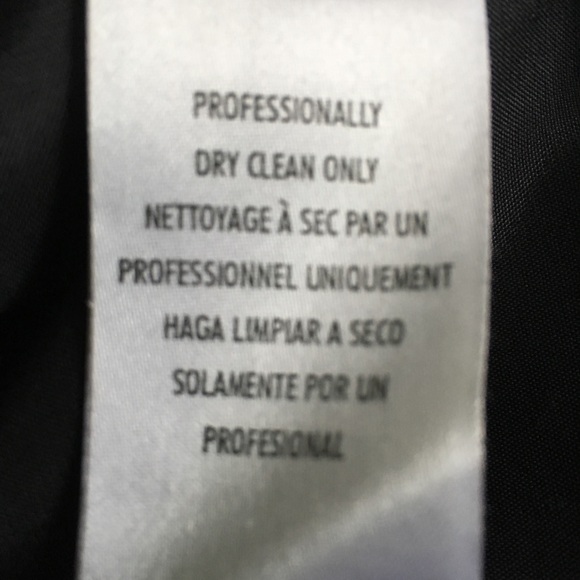 PROFESSIONALLY
DRY CLEAN ONLY
NETTOYAGE À SEC PAR UN
PROFESSIONNEL UNIQUEMENT
HAGA LIMPIAR A SECO
SOLAMENTE POR UN
PROFESIONAL